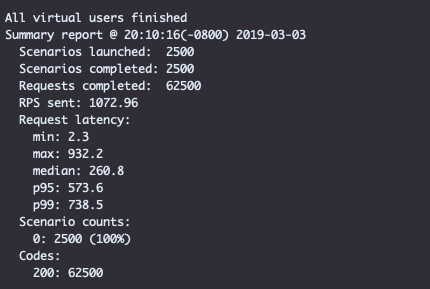 All virtual users finished
Summary report @ 20:10:16(-0800) 2019-03-03
Scenarios launched: 2500
Scenarios completed: 2500
Requests completed: 62500
RPS sent: 1072.96
Request latency:
min: 2.3
max: 932.2
median: 260.8
p95: 573.6
p99: 738.5
Scenario counts:
0: 2500 (100%)
Codes:
200: 62500